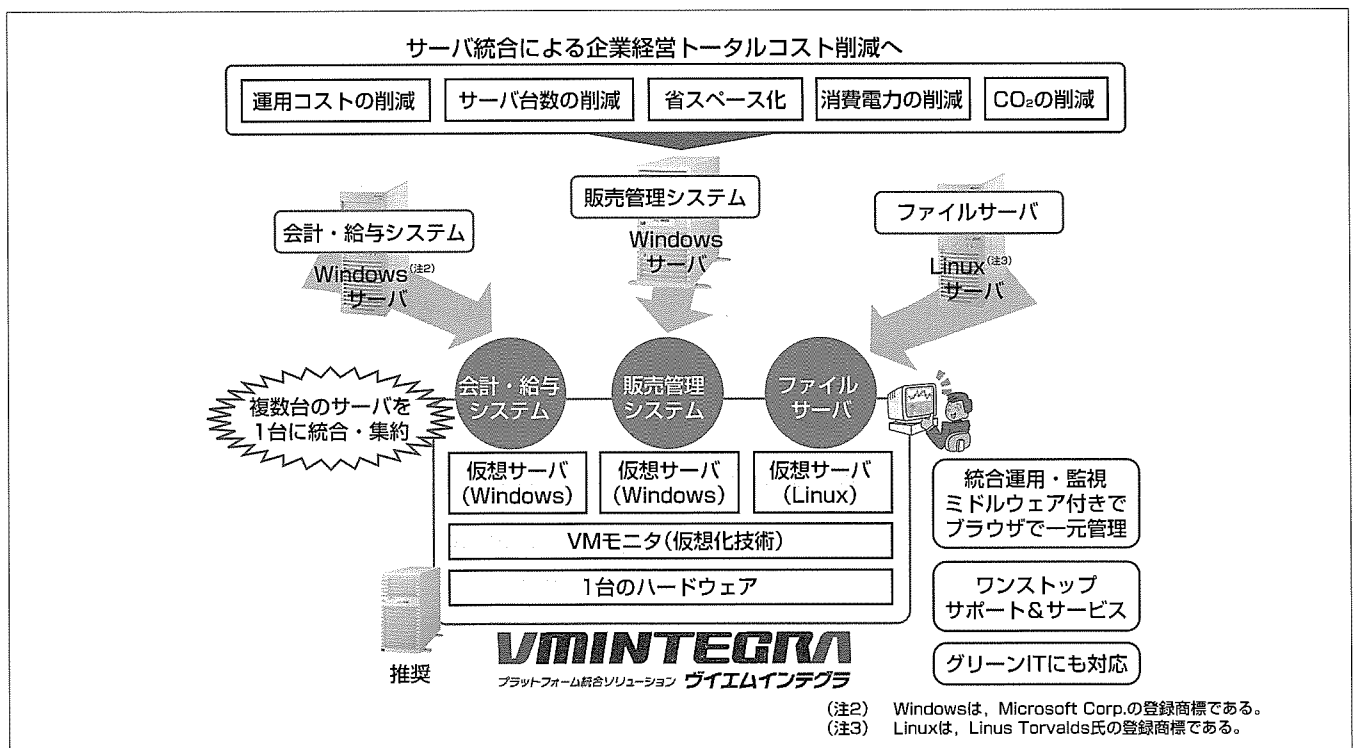 サーバ統合による企業経営トータルコスト削減へ
運用コストの削減
サーバ台数の削減
省スペース化
消費電力の削減
CO₂の削減
会計・給与システム
Windows(注2)
サーバ
販売管理システム
Windows
サーバ
ファイルサーバ
Linux(注3)
サーバ
複数台のサーバを
1台に統合・集約
会計・給与
システム
販売管理
システム
ファイル
サーバ
仮想サーバ
(Windows)
仮想サーバ
(Windows)
仮想サーバ
(Linux)
VMモニタ(仮想化技術)
1台のハードウェア
推奨
統合運用・監視
ミドルウェア付きで
ブラウザで一元管理
ワンストップ
サポート&サービス
グリーンITにも対応
VMINTEGRA
プラットフォーム統合ソリューション ヴイエムインテグラ
(注2) Windowsは,Microsoft Corp.の登録商標である。
(注3) Linuxは,Linus Torvalds氏の登録商標である。